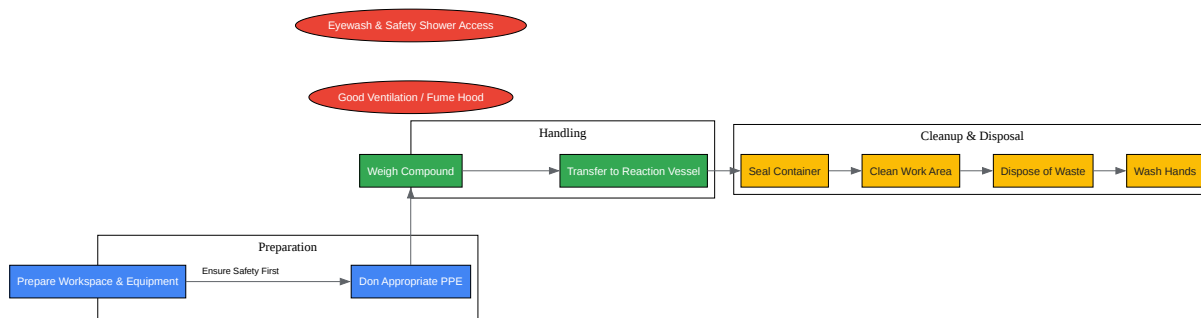 Eyewash & Safety Shower Access
Good Ventilation / Fume Hood
Handling
Cleanup & Disposal
Weigh Compound
Transfer to Reaction Vessel
Seal Container
Clean Work Area
Dispose of Waste
Wash Hands
Preparation
Prepare Workspace & Equipment
Ensure Safety First
Don Appropriate PPE